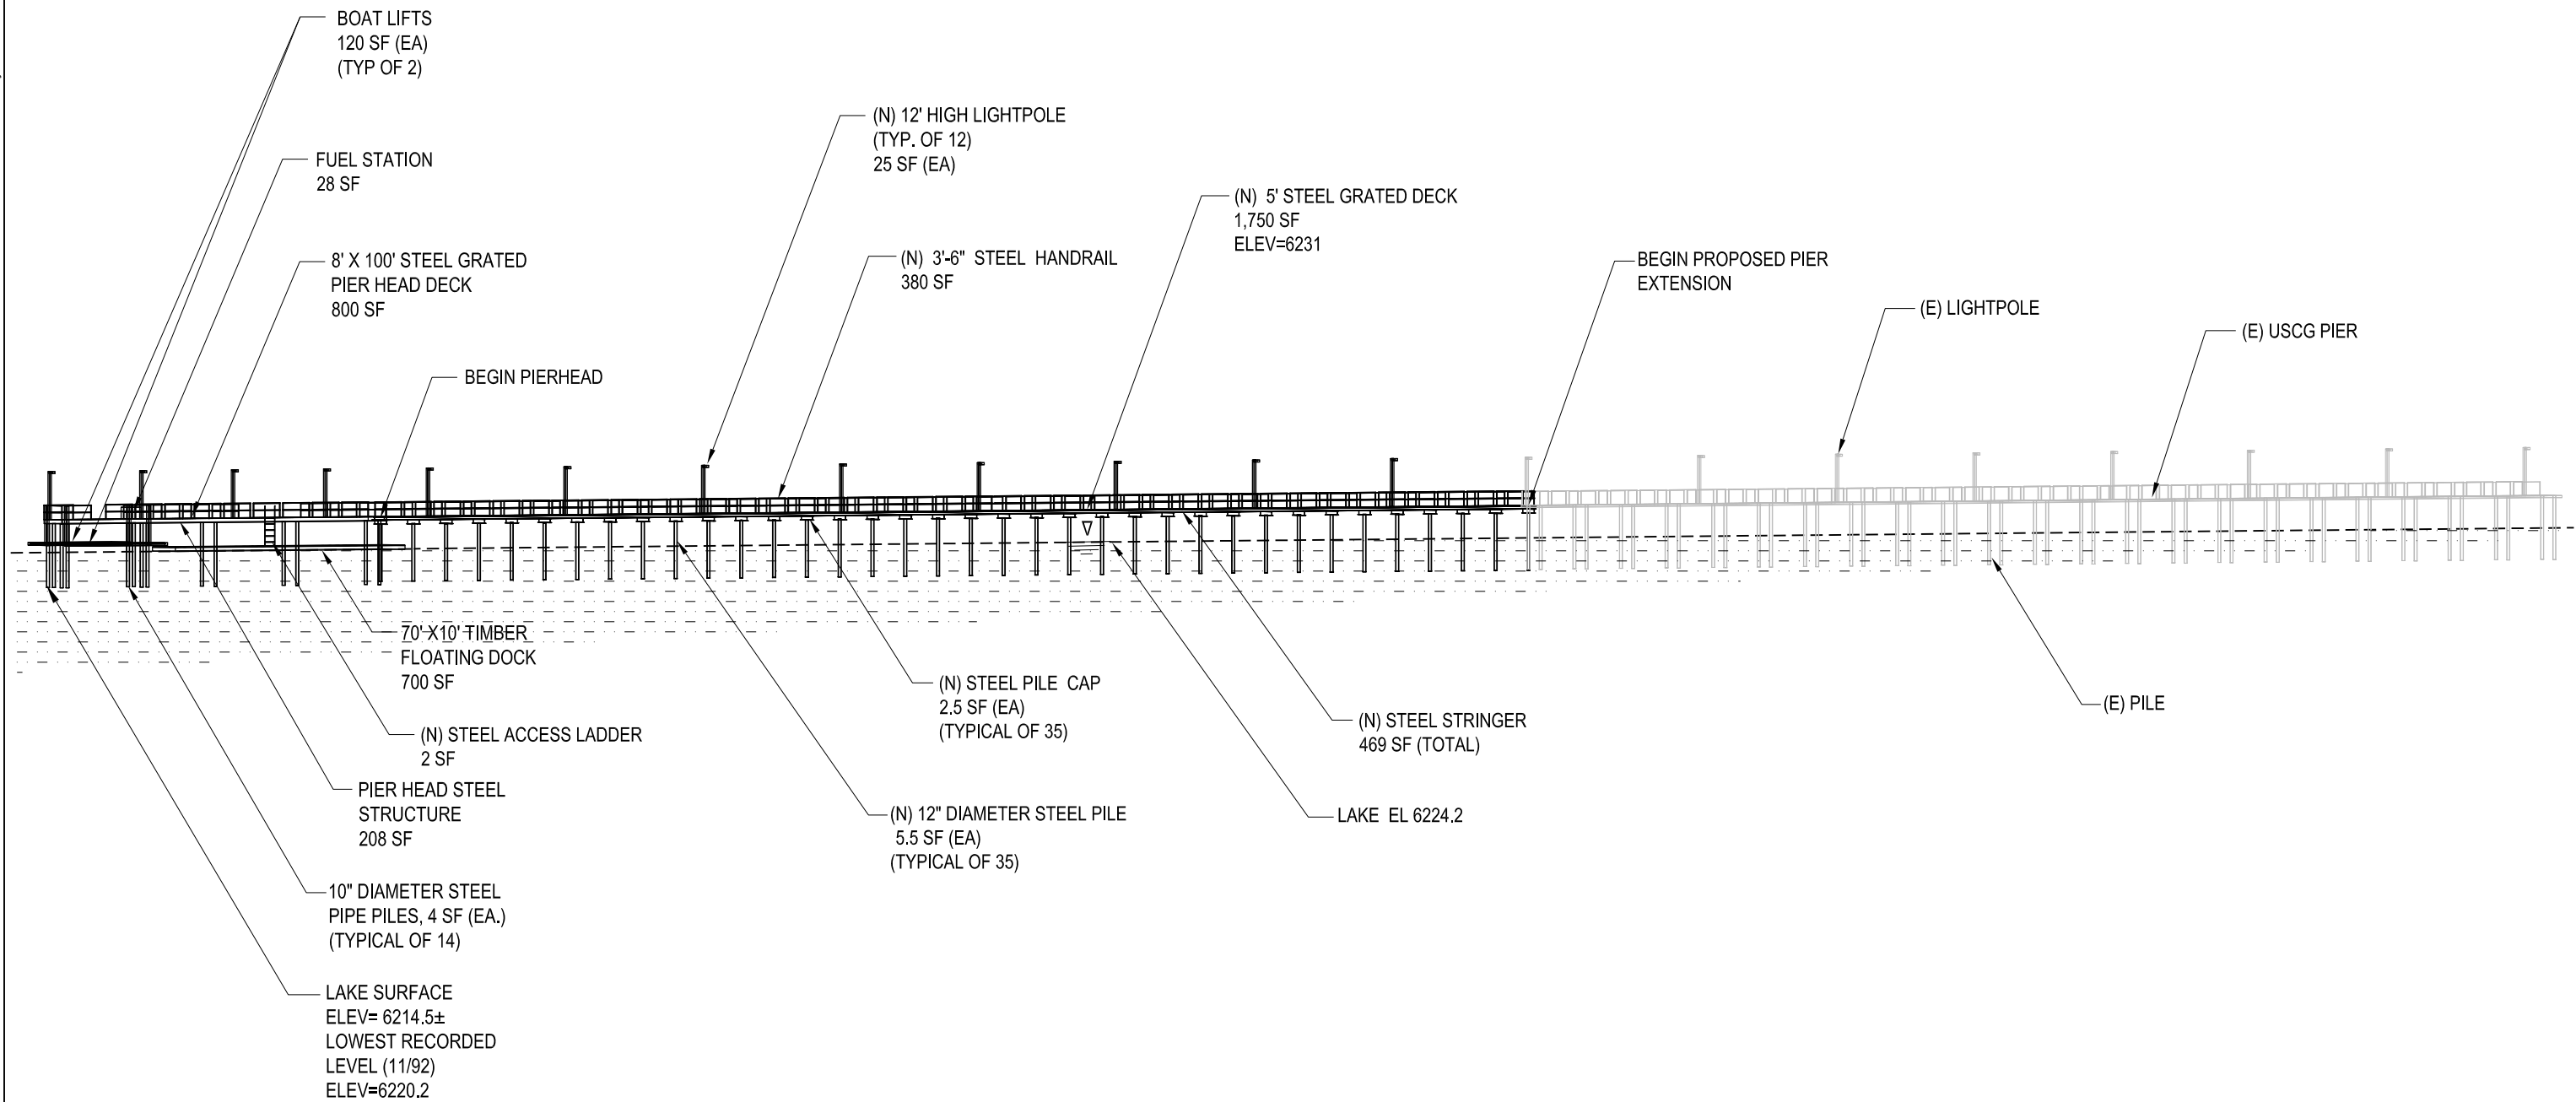 BOAT LIFTS
120 SF (EA)
(TYP OF 2)
FUEL STATION
28 SF
8' X 100' STEEL GRATED
PIER HEAD DECK
800 SF
BEGIN PIERHEAD
(N) 12' HIGH LIGHTPOLE
(TYP. OF 12)
25 SF (EA)
(N) 3'-6" STEEL HANDRAIL
380 SF
(N) 5' STEEL GRATED DECK
1,750 SF
ELEV=6231
BEGIN PROPOSED PIER
EXTENSION
(E) LIGHTPOLE
(E) USCG PIER
70' X10' TIMBER
FLOATING DOCK
700 SF
(N) STEEL ACCESS LADDER
2 SF
PIER HEAD STEEL
STRUCTURE
208 SF
10" DIAMETER STEEL
PIPE PILES, 4 SF (EA.)
(TYPICAL OF 14)
LAKE SURFACE
ELEV= 6214.5±
LOWEST RECORDED
LEVEL (11/92)
ELEV=6220.2
(N) STEEL PILE CAP
2.5 SF (EA)
(TYPICAL OF 35)
(N) 12" DIAMETER STEEL PILE
5.5 SF (EA)
(TYPICAL OF 35)
(N) STEEL STRINGER
469 SF (TOTAL)
LAKE EL 6224.2
(E) PILE